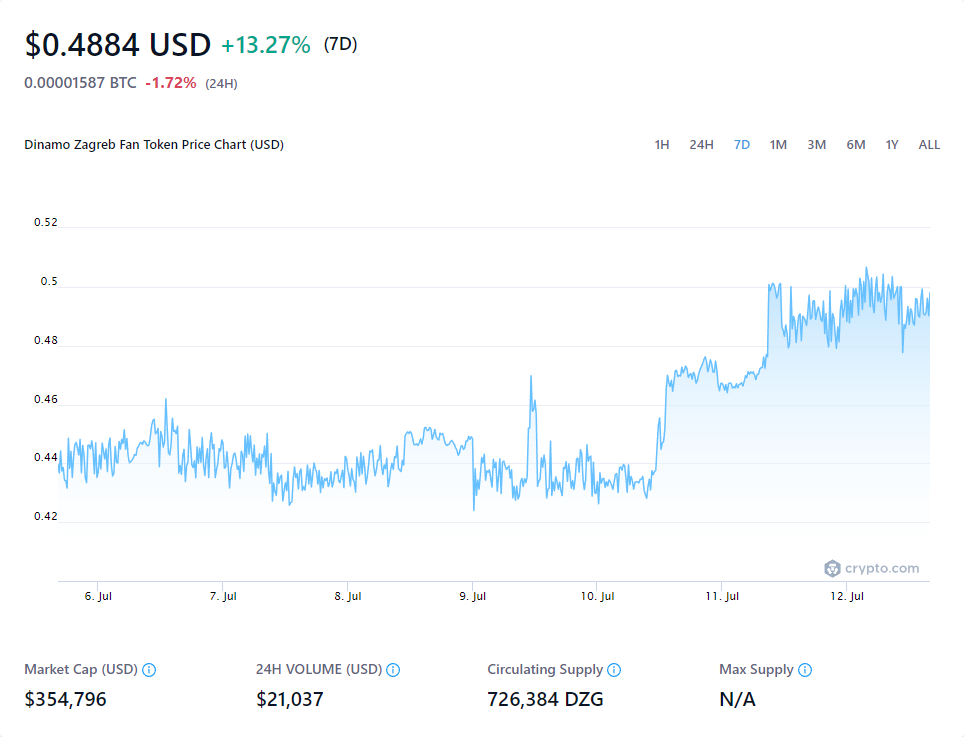 $0.4884 USD +13.27% (7D)
0.00001587 BTC -1.72% (24H)
Dinamo Zagreb Fan Token Price Chart (USD)
1H 24H 7D 1M 3M 6M 1Y ALL
0.52
0.5
0.48
0.46
0.44
0.42
crypto.com
6. Jul 7. Jul 8. Jul 9. Jul 10. Jul 11. Jul 12. Jul
Market Cap (USD) 24H VOLUME (USD) Circulating Supply Max Supply
$354,796 $21,037 726,384 DZG N/A